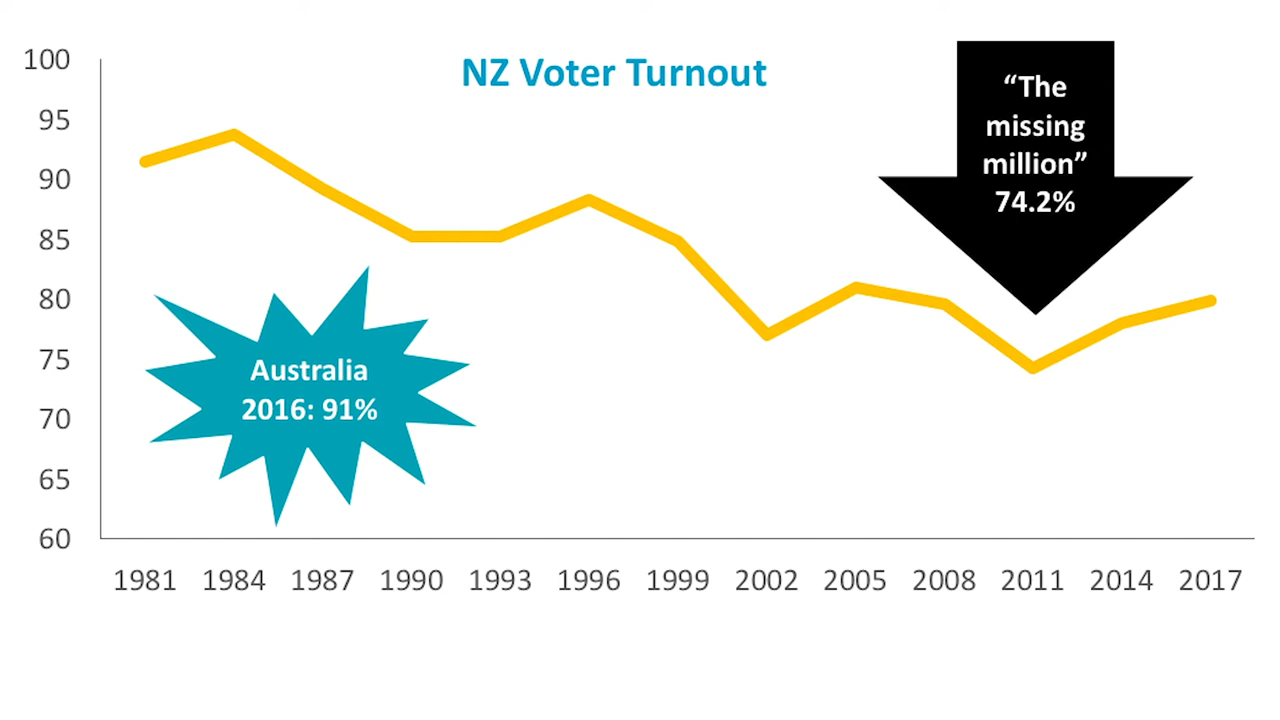 NZ Voter Turnout
100
95
90
85
80
75
70
65
60
“The
missing
million”
74.2%
Australia
2016: 91%
1981 1984 1987 1990 1993 1996 1999 2002 2005 2008 2011 2014 2017